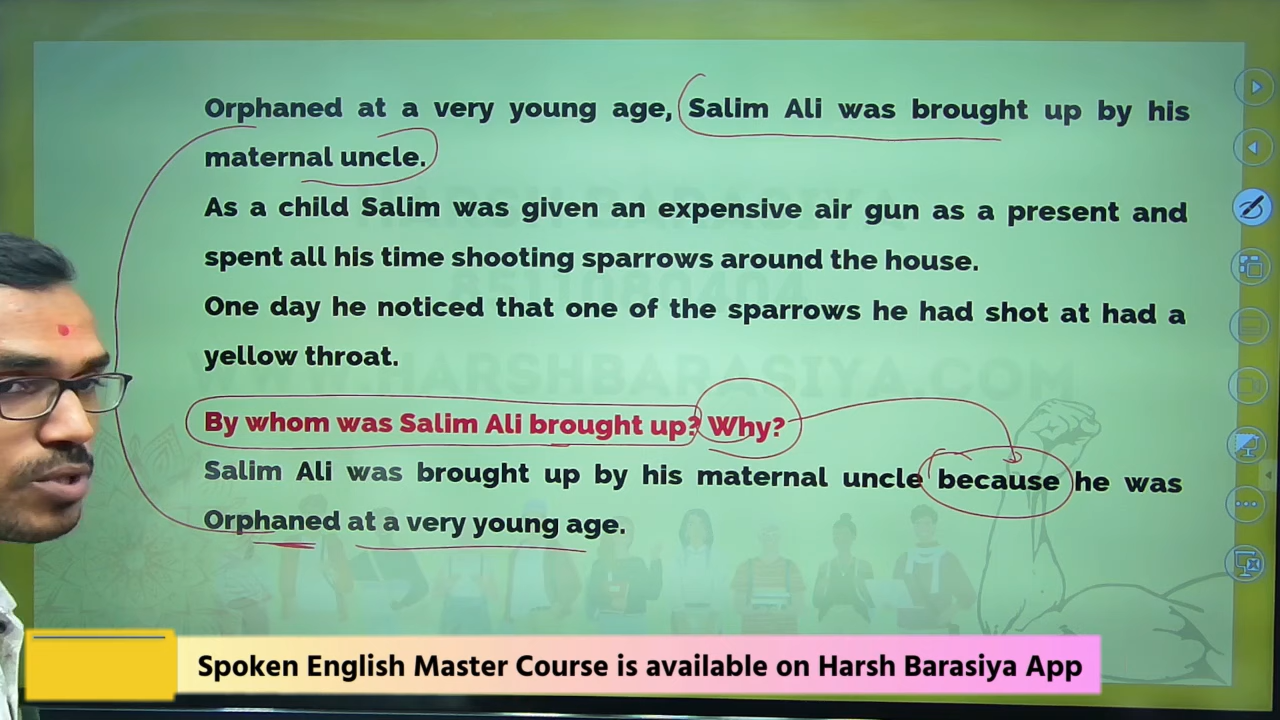 Orphaned at a very young age, Salim Ali was brought up by his
maternal uncle.
As a child Salim was given an expensive air gun as a present and
spent all his time shooting sparrows around the house.
One day he noticed that one of the sparrows he had shot at had a
yellow throat.
WWW.HARSHBARASIYA.COM
By whom was Salim Ali brought up? Why?
Salim Ali was brought up by his maternal uncle because he was
Orphaned at a very young age.
Spoken English Master Course is available on Harsh Barasiya App